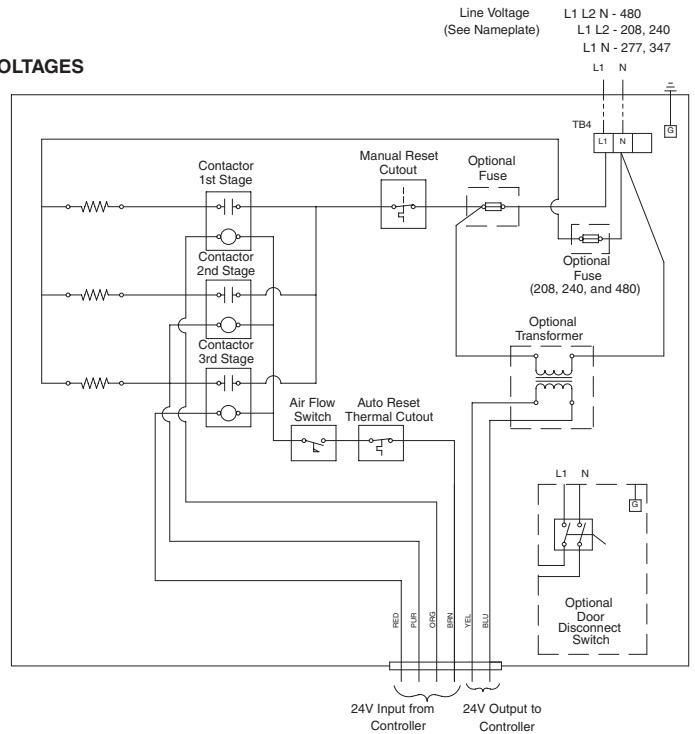 Line Voltage L1 L2 N - 480
(See Nameplate) L1 L2 - 208, 240
L1 N - 277, 347
OLTAGES
L1 N
TB4
L1 N
G
Contactor
1st Stage
Manual Reset
Cutout
Optional
Fuse
Contactor
2nd Stage
Optional
Fuse
(208, 240, and 480)
Contactor
3rd Stage
Optional
Transformer
Air Flow
Switch
Auto Reset
Thermal Cutout
L1 N
G
Optional
Door
Disconnect
Switch
RED
PUR
ORG
BRN
YEL
BLU
24V Input from
Controller
24V Output to
Controller